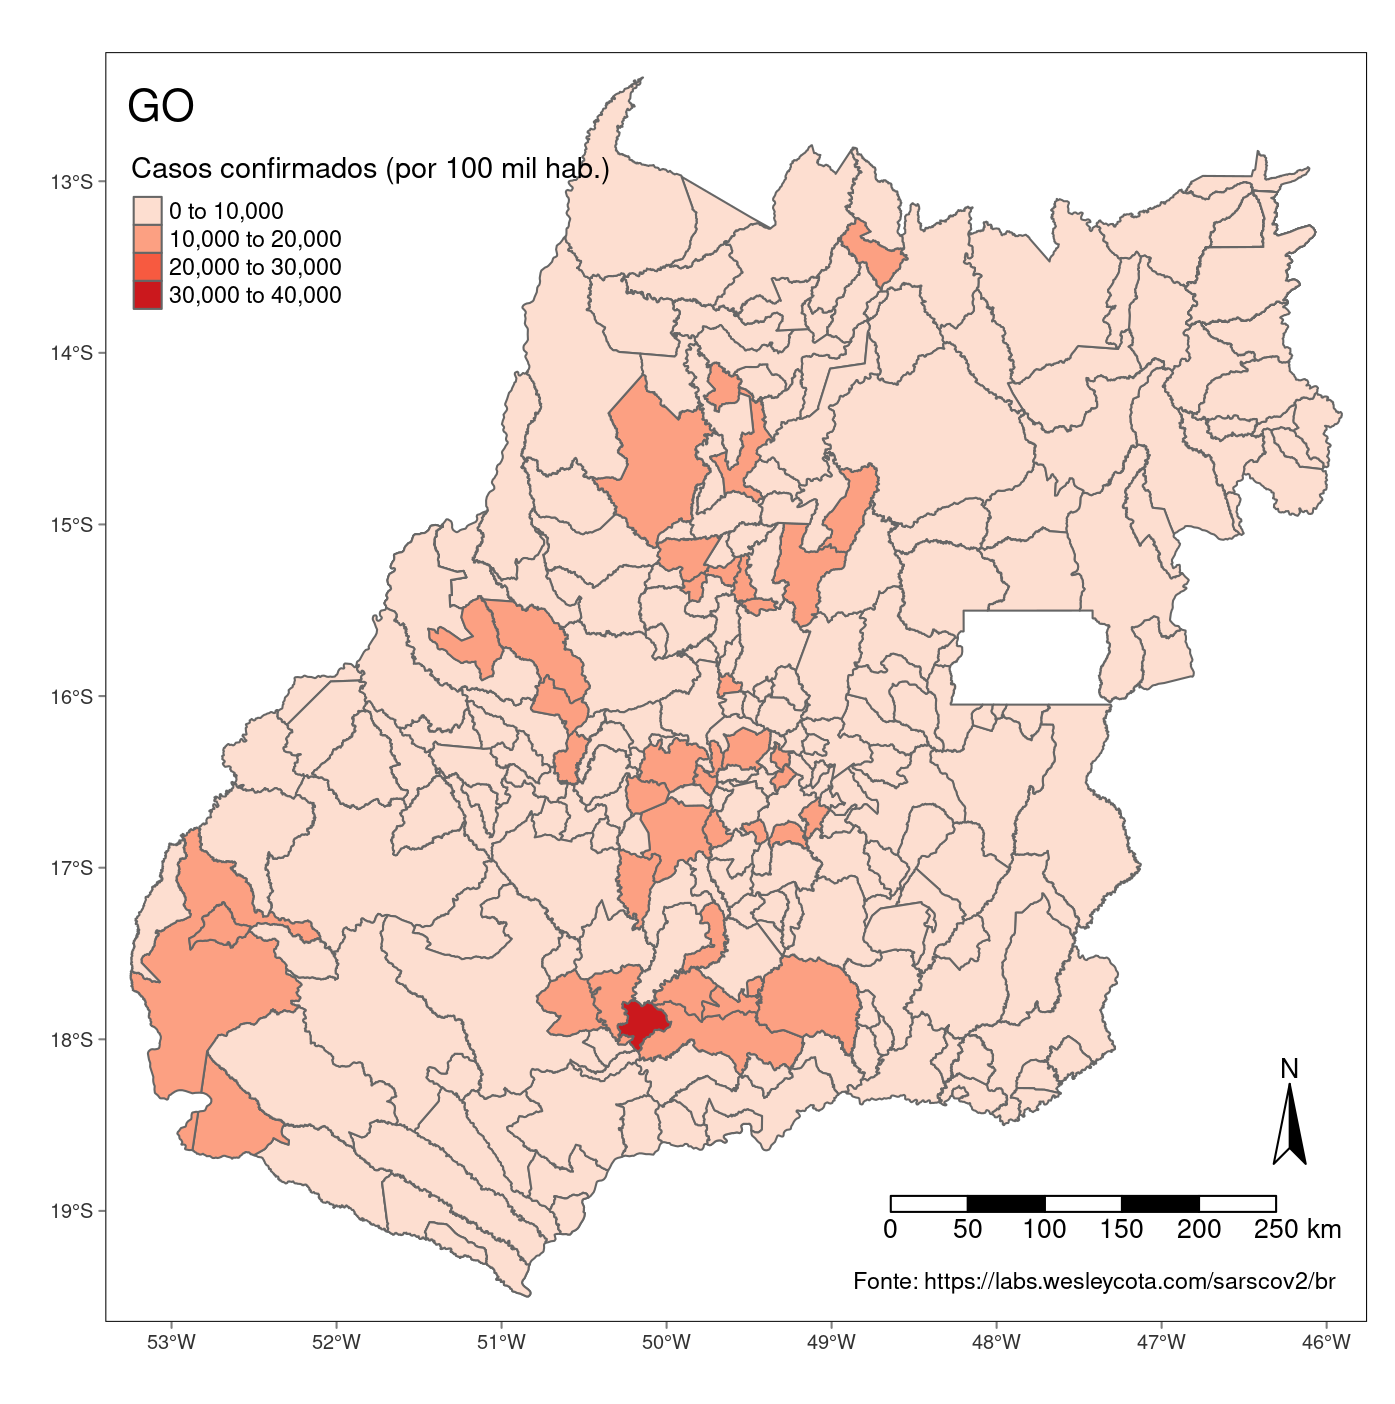 GO
Casos confirmados (por 100 mil hab.)
0 to 10,000
10,000 to 20,000
20,000 to 30,000
30,000 to 40,000
13°S
14°S
15°S
16°S
17°S
18°S
19°S
N
0 50 100 150 200 250 km
Fonte: https://labs.wesleycota.com/sarscov2/br
53°W 52°W 51°W 50°W 49°W 48°W 47°W 46°W